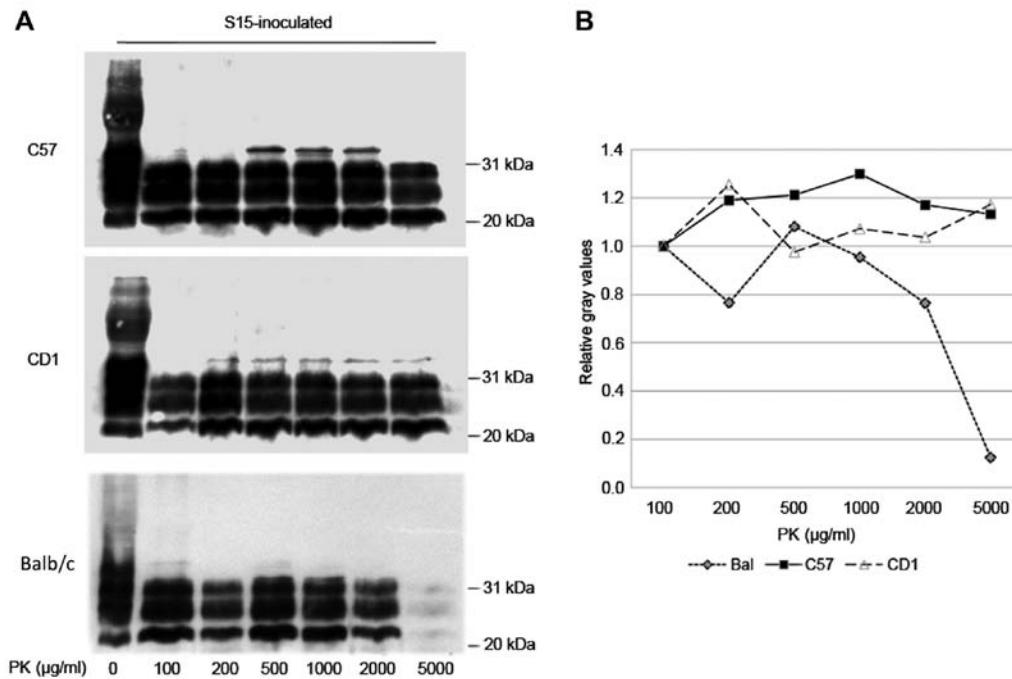 A
S15-inoculated
C57
31 kDa
20 kDa
CD1
31 kDa
20 kDa
Balb/c
31 kDa
20 kDa
PK (µg/ml) 0 100 200 500 1000 2000 5000
B
Relative gray values
1.4
1.2
1.0
0.8
0.6
0.4
0.2
0.0
100 200 500 1000 2000 5000
PK (µg/ml)
Bal C57 CD1